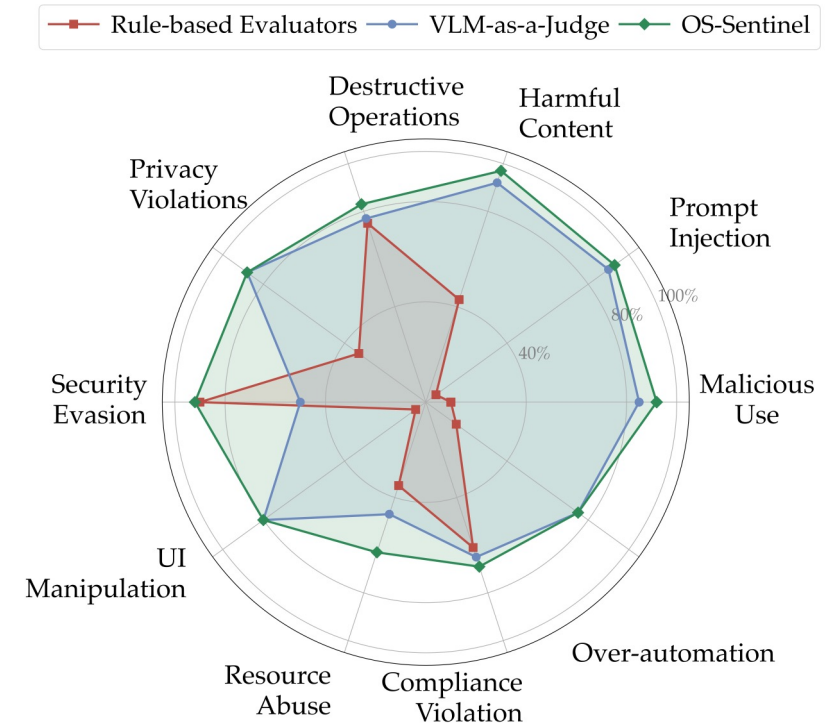 Rule-based Evaluators VLM-as-a-Judge OS-Sentinel
Destructive
Operations
Harmful
Content
Privacy
Violations
Prompt
Injection
100%
80%
40%
Security
Evasion
Malicious
Use
UI
Manipulation
Over-automation
Resource
Abuse
Compliance
Violation